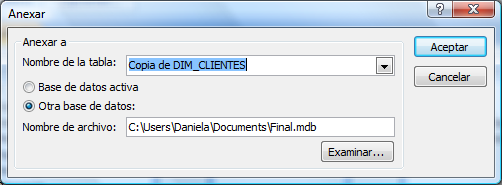 Anexar
Anexar a
Nombre de la tabla: Copia de DIM_CLIENTES
Base de datos activa
Otra base de datos:
Nombre de archivo: C:\Users\Daniela\Documents\Final.mdb
Examinar...
Aceptar
Cancelar